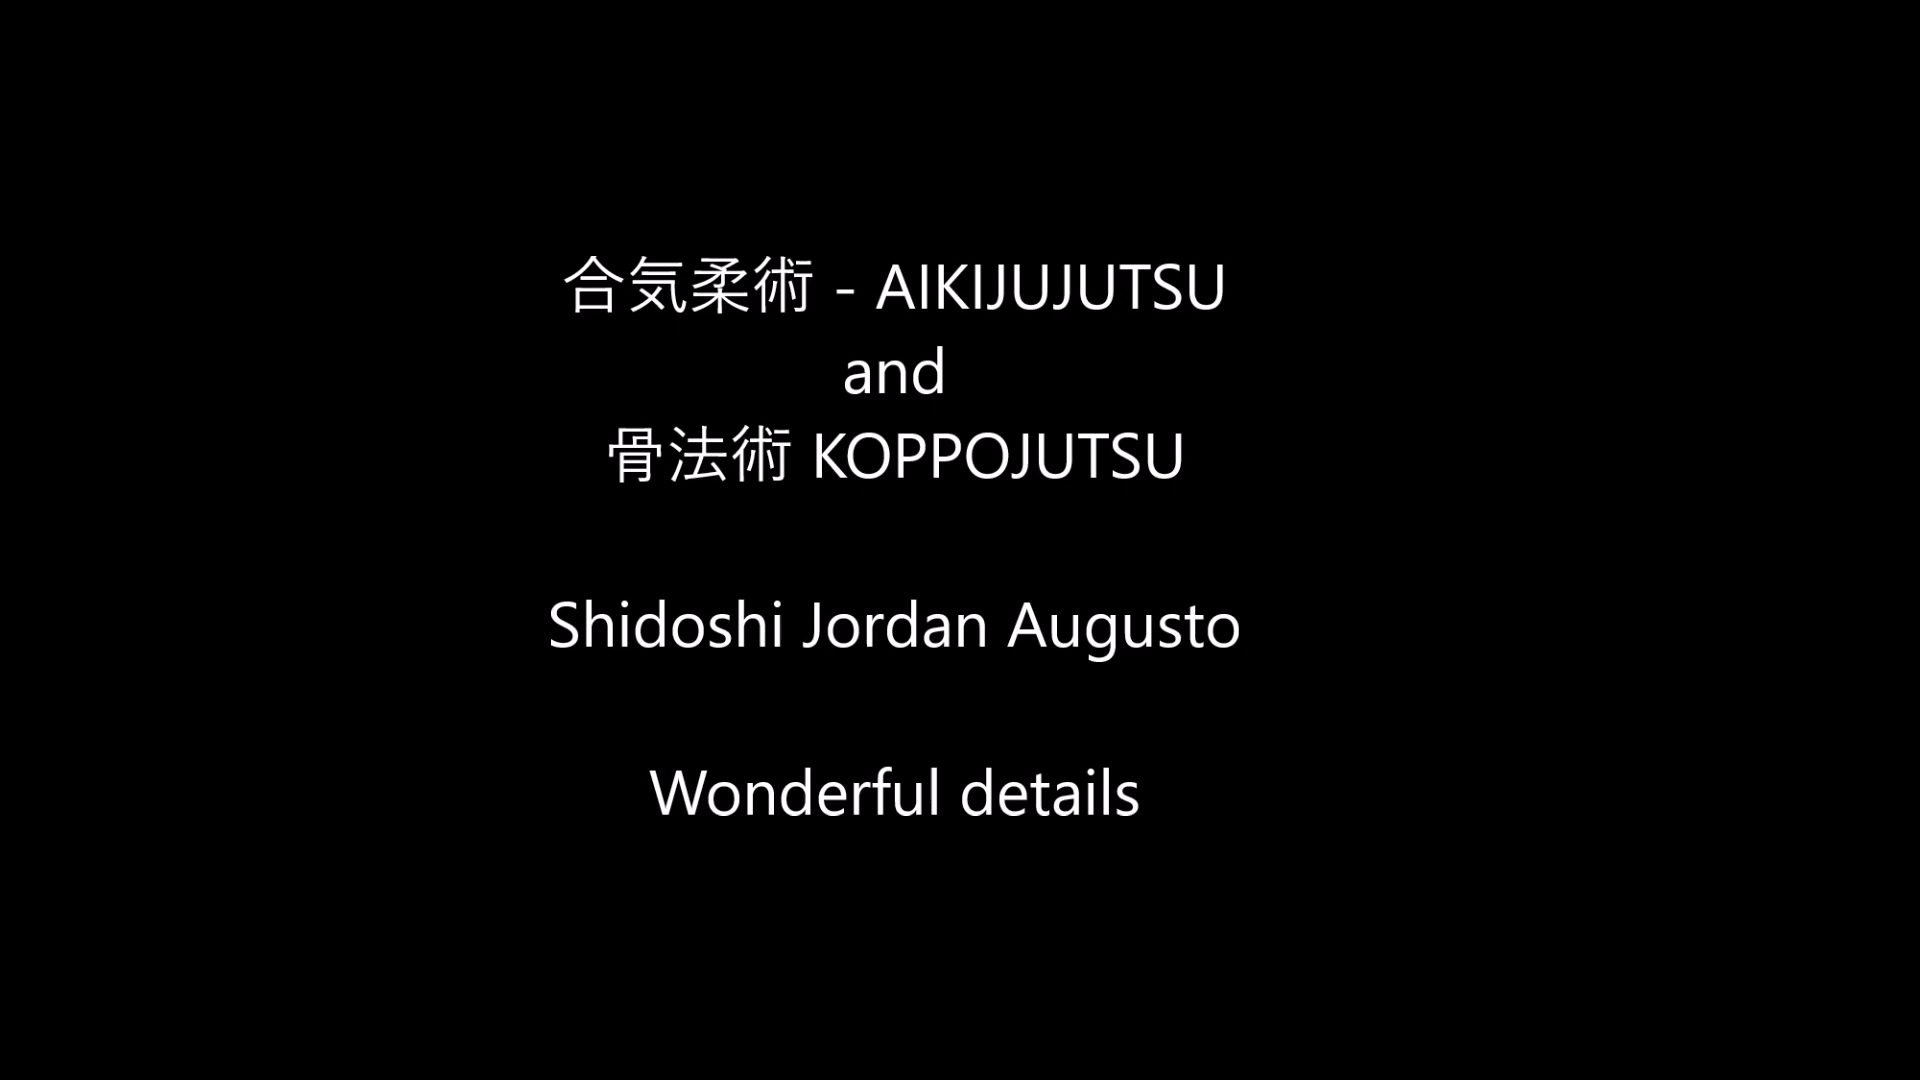 合気柔術 - AIKIJUJUTSU
and
骨法術 KOPPOJUTSU
Shidoshi Jordan Augusto
Wonderful details